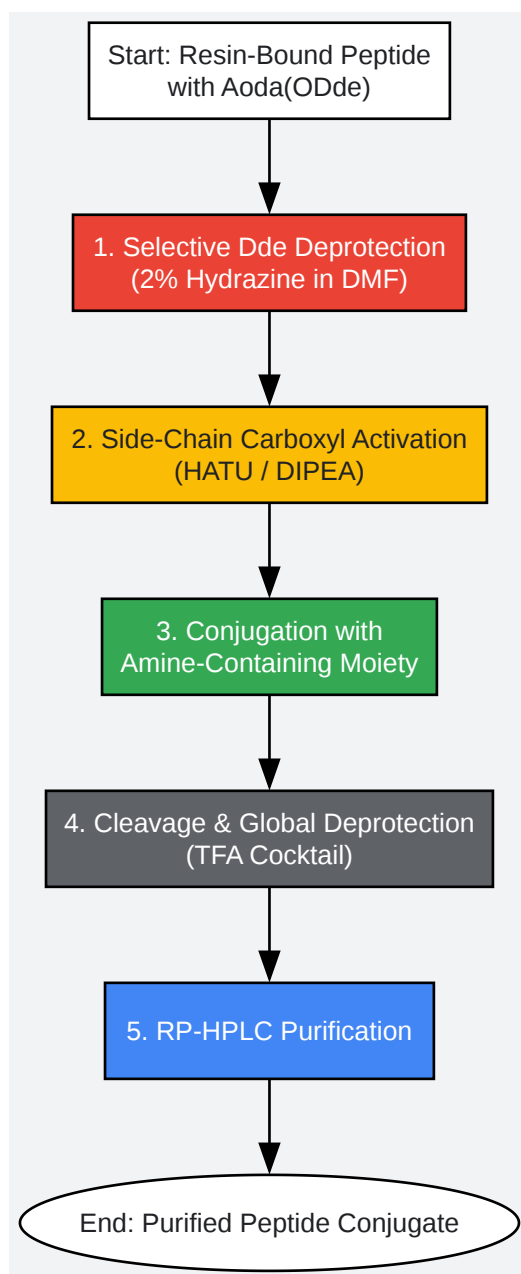 Start: Resin-Bound Peptide
with Aoda(ODde)
1. Selective Dde Deprotection
(2% Hydrazine in DMF)
2. Side-Chain Carboxyl Activation
(HATU / DIPEA)
3. Conjugation with
Amine-Containing Moiety
4. Cleavage & Global Deprotection
(TFA Cocktail)
5. RP-HPLC Purification
End: Purified Peptide Conjugate